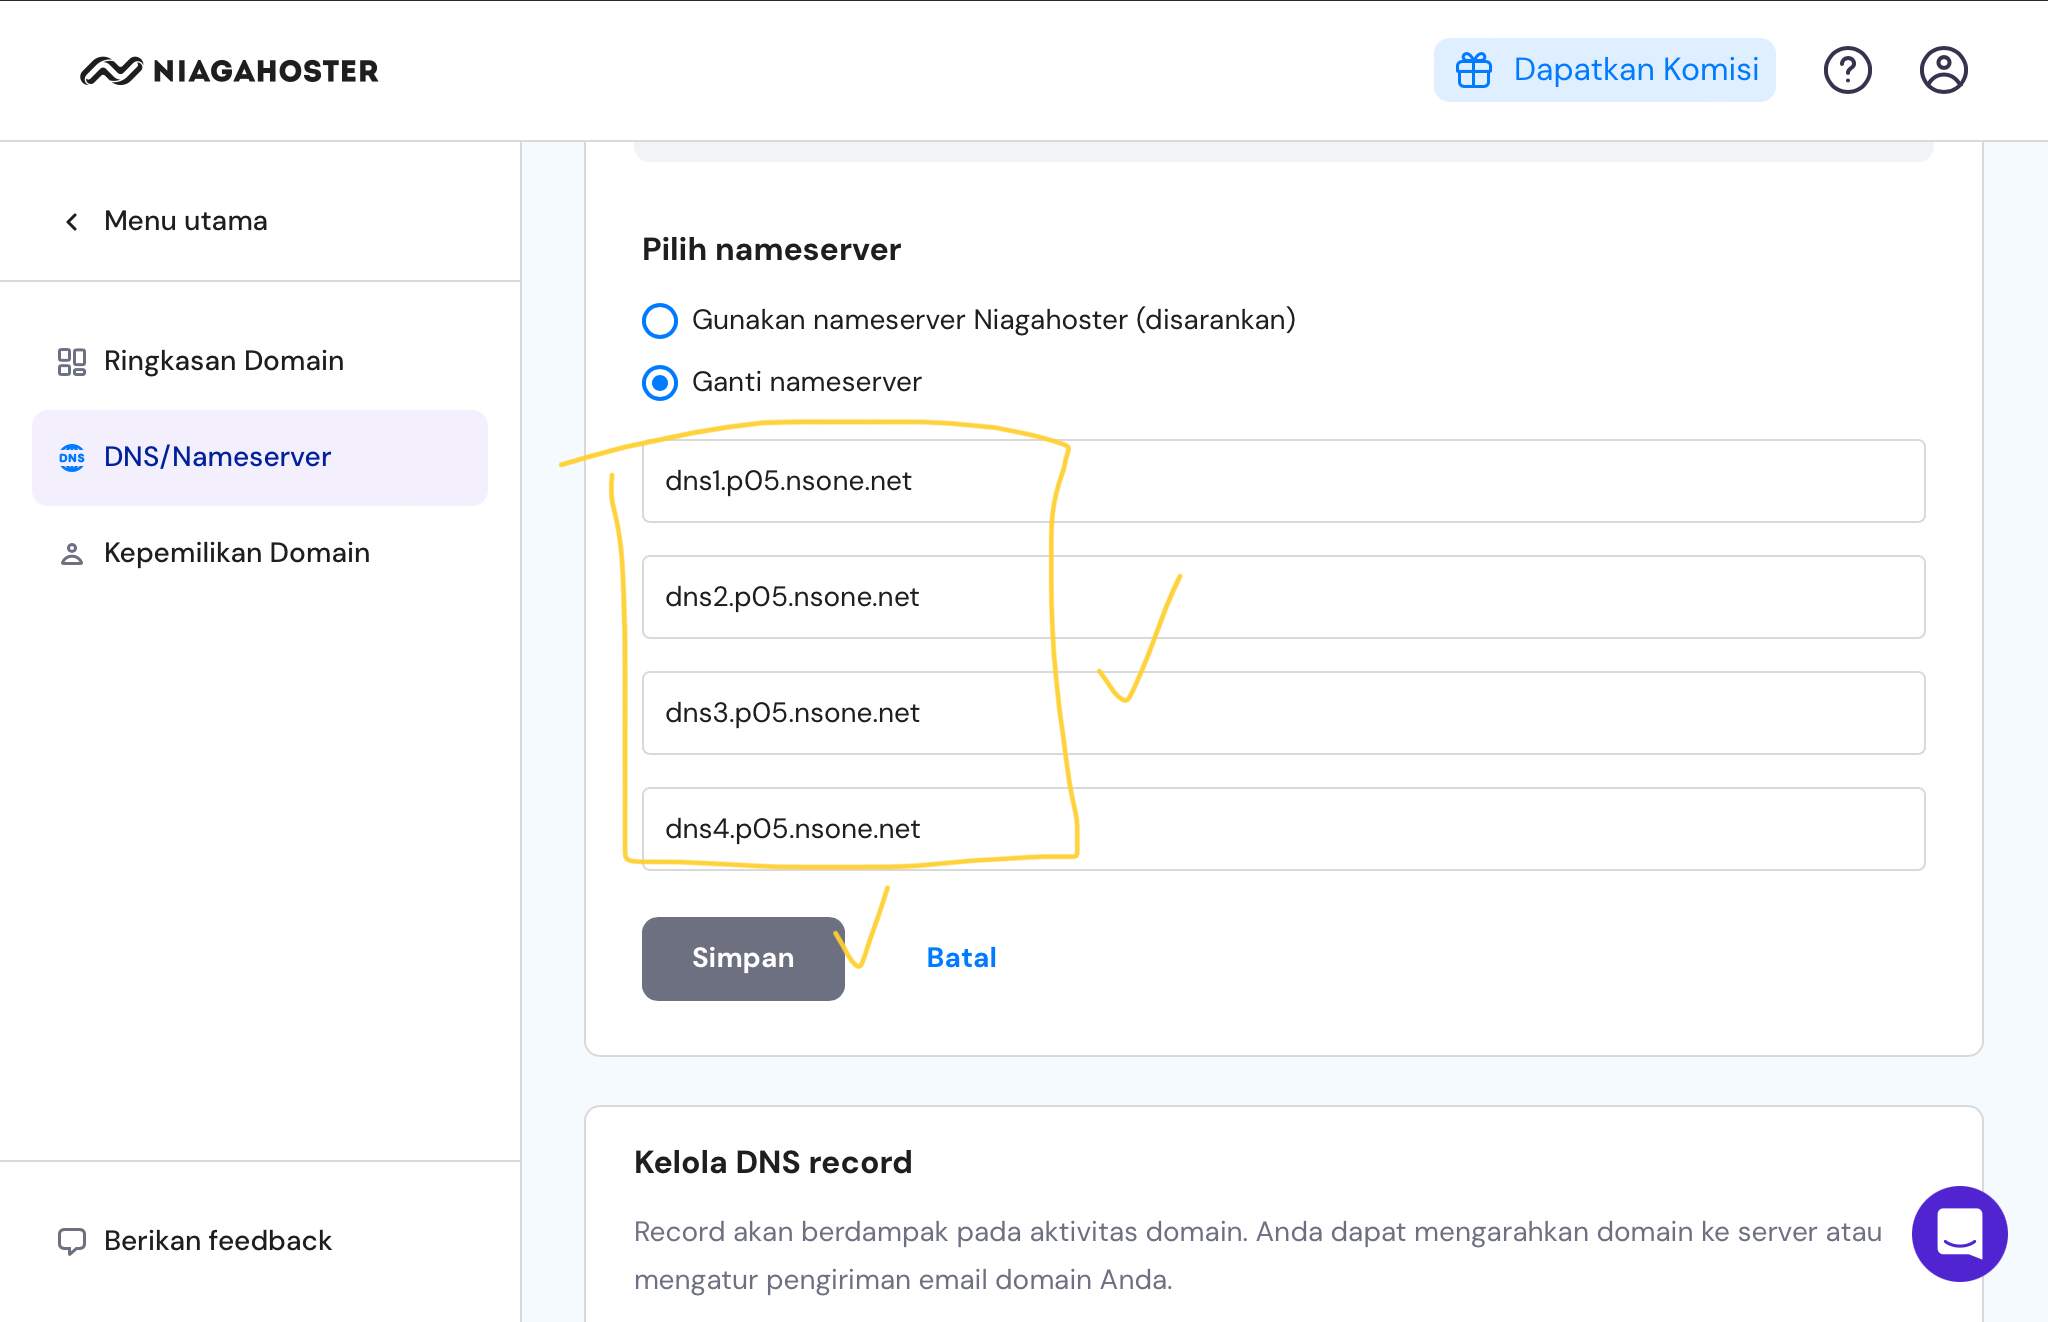 NIAGAHOSTER
Dapatkan Komisi
Menu utama
Ringkasan Domain
DNS DNS/Nameserver
Kepemilikan Domain
Berikan feedback
Pilih nameserver
Gunakan nameserver Niagahoster (disarankan)
Ganti nameserver
dns1.p05.nsone.net
dns2.p05.nsone.net
dns3.p05.nsone.net
dns4.p05.nsone.net
Simpan Batal
Kelola DNS record
Record akan berdampak pada aktivitas domain. Anda dapat mengarahkan domain ke server atau
mengatur pengiriman email domain Anda.